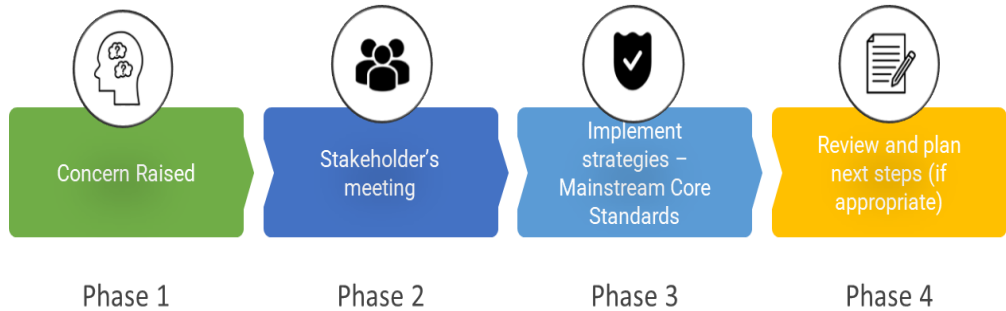 Concern Raised
Stakeholder's
meeting
Implement
strategies –
Mainstream Core
Standards
Review and plan
next steps (if
appropriate)
Phase 1
Phase 2
Phase 3
Phase 4